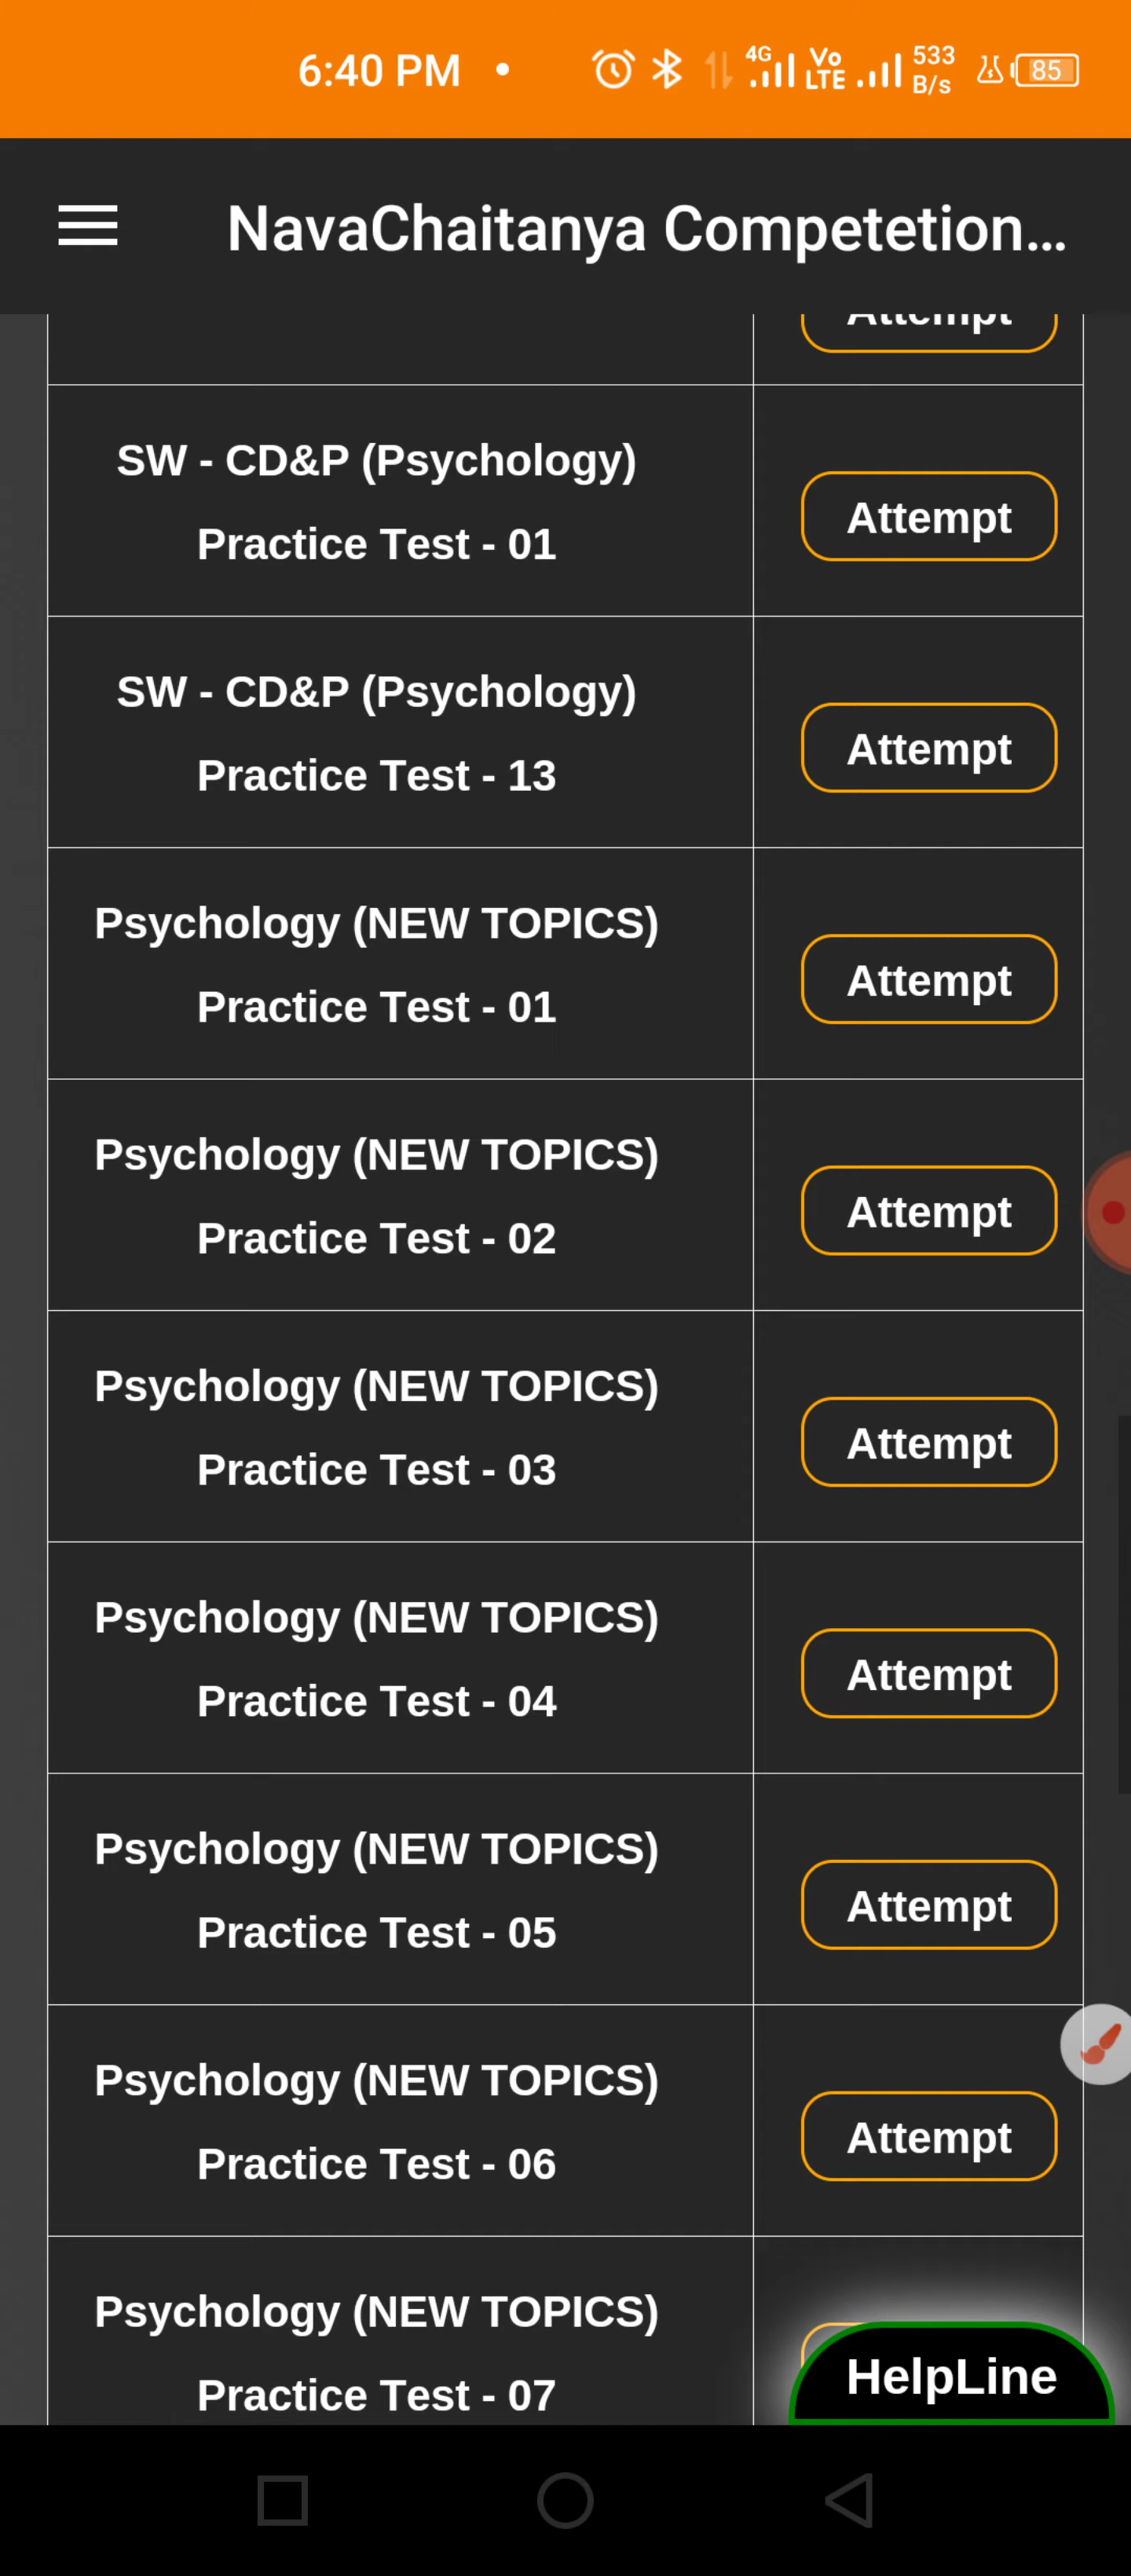 6:40 PM
4G
Vo
LTE
533
B/s
85
NavaChaitanya Competetion...
Attempt
SW - CD&P (Psychology)
Practice Test - 01
Attempt
SW - CD&P (Psychology)
Practice Test - 13
Attempt
Psychology (NEW TOPICS)
Practice Test - 01
Attempt
Psychology (NEW TOPICS)
Practice Test - 02
Attempt
Psychology (NEW TOPICS)
Practice Test - 03
Attempt
Psychology (NEW TOPICS)
Practice Test - 04
Attempt
Psychology (NEW TOPICS)
Practice Test - 05
Attempt
Psychology (NEW TOPICS)
Practice Test - 06
Attempt
Psychology (NEW TOPICS)
Practice Test - 07
HelpLine